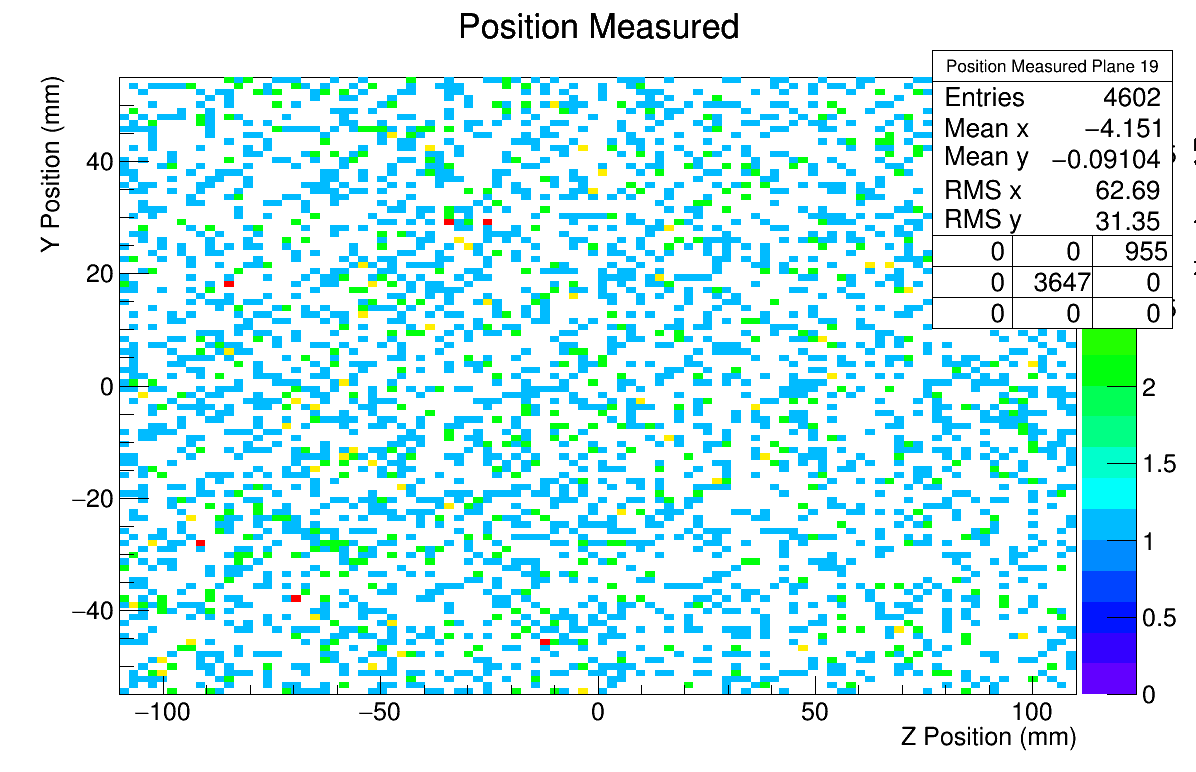 Position Measured
Y Position (mm)
Position Measured Plane 19
Entries 4602
Mean x −4.151
Mean y −0.09104
RMS x 62.69
RMS y 31.35
0 0 955
0 3647 0
0 0 0
40
20
0
−20
−40
2
1.5
1
0.5
0
−100 −50 0 50 100
Z Position (mm)